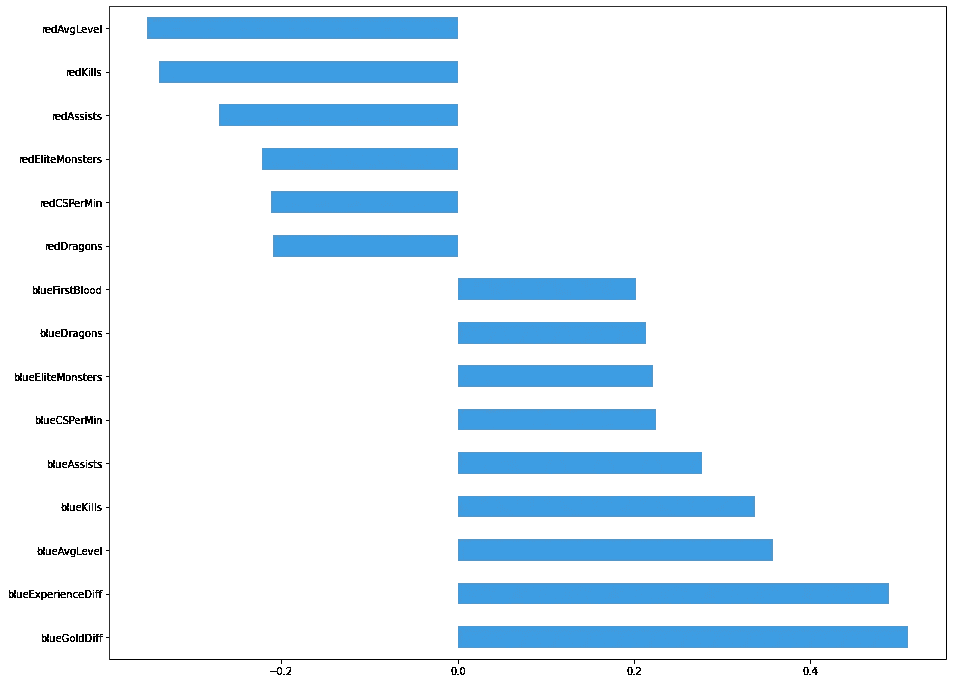 redAvgLevel
redKills
redAssists
redEliteMonsters
redCSPerMin
redDragons
blueFirstBlood
blueDragons
blueEliteMonsters
blueCSPerMin
blueAssists
blueKills
blueAvgLevel
blueExperienceDiff
blueGoldDiff
−0.2 0.0 0.2 0.4